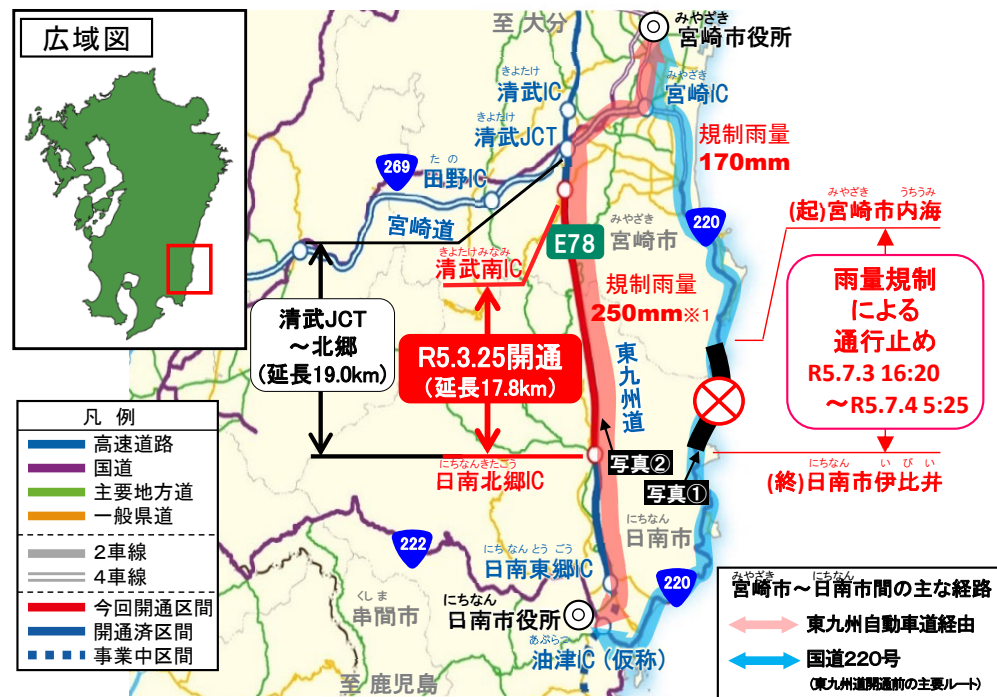 広域図
至 大分
みやざき
宮崎市役所
きよたけ
清武IC
みやざき
宮崎IC
きよたけ
清武JCT
規制雨量
170mm
269
たの
田野IC
宮崎道
みやざき うちうみ
(起)宮崎市内海
220
みやざき
宮崎市
E78
きよたけみなみ
清武南IC
規制雨量
250mm※1
雨量規制
による
通行止め
R5.7.3 16:20
～R5.7.4 5:25
清武JCT
～北郷
(延長19.0km)
R5.3.25開通
(延長17.8km)
東九州道
写真②
写真①
にちなんきたごう
日南北郷IC
にちなん いびい
(終)日南市伊比井
にちなん
日南市
凡 例
高速道路
国道
主要地方道
一般県道
2車線
4車線
今回開通区間
開通済区間
事業中区間
222
にちなんとうごう
日南東郷IC
220
くしま
串間市
にちなん
日南市役所
あぶらつ
油津IC(仮称)
至 鹿児島
みやざき にちなん
宮崎市～日南市間の主な経路
東九州自動車道経由
国道220号
(東九州道開通前の主要ルート)